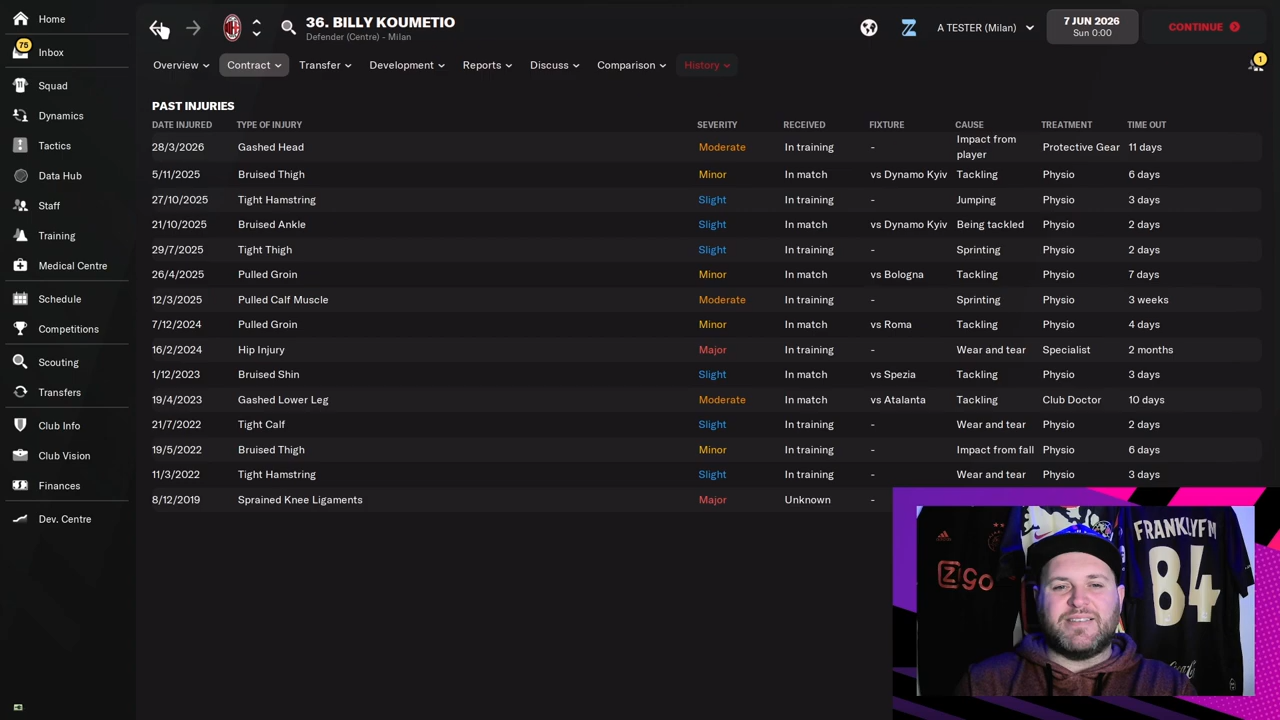 Home
36. BILLY KOUMETIO
Defender (Centre) - Milan
A TESTER (Milan)
7 JUN 2026
Sun 0:00
CONTINUE
75
Inbox
Squad
Dynamics
Tactics
Data Hub
Staff
Training
Medical Centre
Schedule
Competitions
Scouting
Transfers
Club Info
Club Vision
Finances
Dev. Centre
Overview Contract Transfer Development Reports Discuss Comparison History
1
PAST INJURIES
DATE INJURED TYPE OF INJURY SEVERITY RECEIVED FIXTURE CAUSE TREATMENT TIME OUT
28/3/2026 Gashed Head Moderate In training - Impact from player Protective Gear 11 days
5/11/2025 Bruised Thigh Minor In match vs Dynamo Kyiv Tackling Physio 6 days
27/10/2025 Tight Hamstring Slight In training - Jumping Physio 3 days
21/10/2025 Bruised Ankle Slight In match vs Dynamo Kyiv Being tackled Physio 2 days
29/7/2025 Tight Thigh Slight In training - Sprinting Physio 2 days
26/4/2025 Pulled Groin Minor In match vs Bologna Tackling Physio 7 days
12/3/2025 Pulled Calf Muscle Moderate In training - Sprinting Physio 3 weeks
7/12/2024 Pulled Groin Minor In match vs Roma Tackling Physio 4 days
16/2/2024 Hip Injury Major In training - Wear and tear Specialist 2 months
1/12/2023 Bruised Shin Slight In match vs Spezia Tackling Physio 3 days
19/4/2023 Gashed Lower Leg Moderate In match vs Atalanta Tackling Club Doctor 10 days
21/7/2022 Tight Calf Slight In training - Wear and tear Physio 2 days
19/5/2022 Bruised Thigh Minor In training - Impact from fall Physio 6 days
11/3/2022 Tight Hamstring Slight In training - Wear and tear Physio 3 days
8/12/2019 Sprained Knee Ligaments Major Unknown -
FRANKLYFM
84
Ziggo
adidas